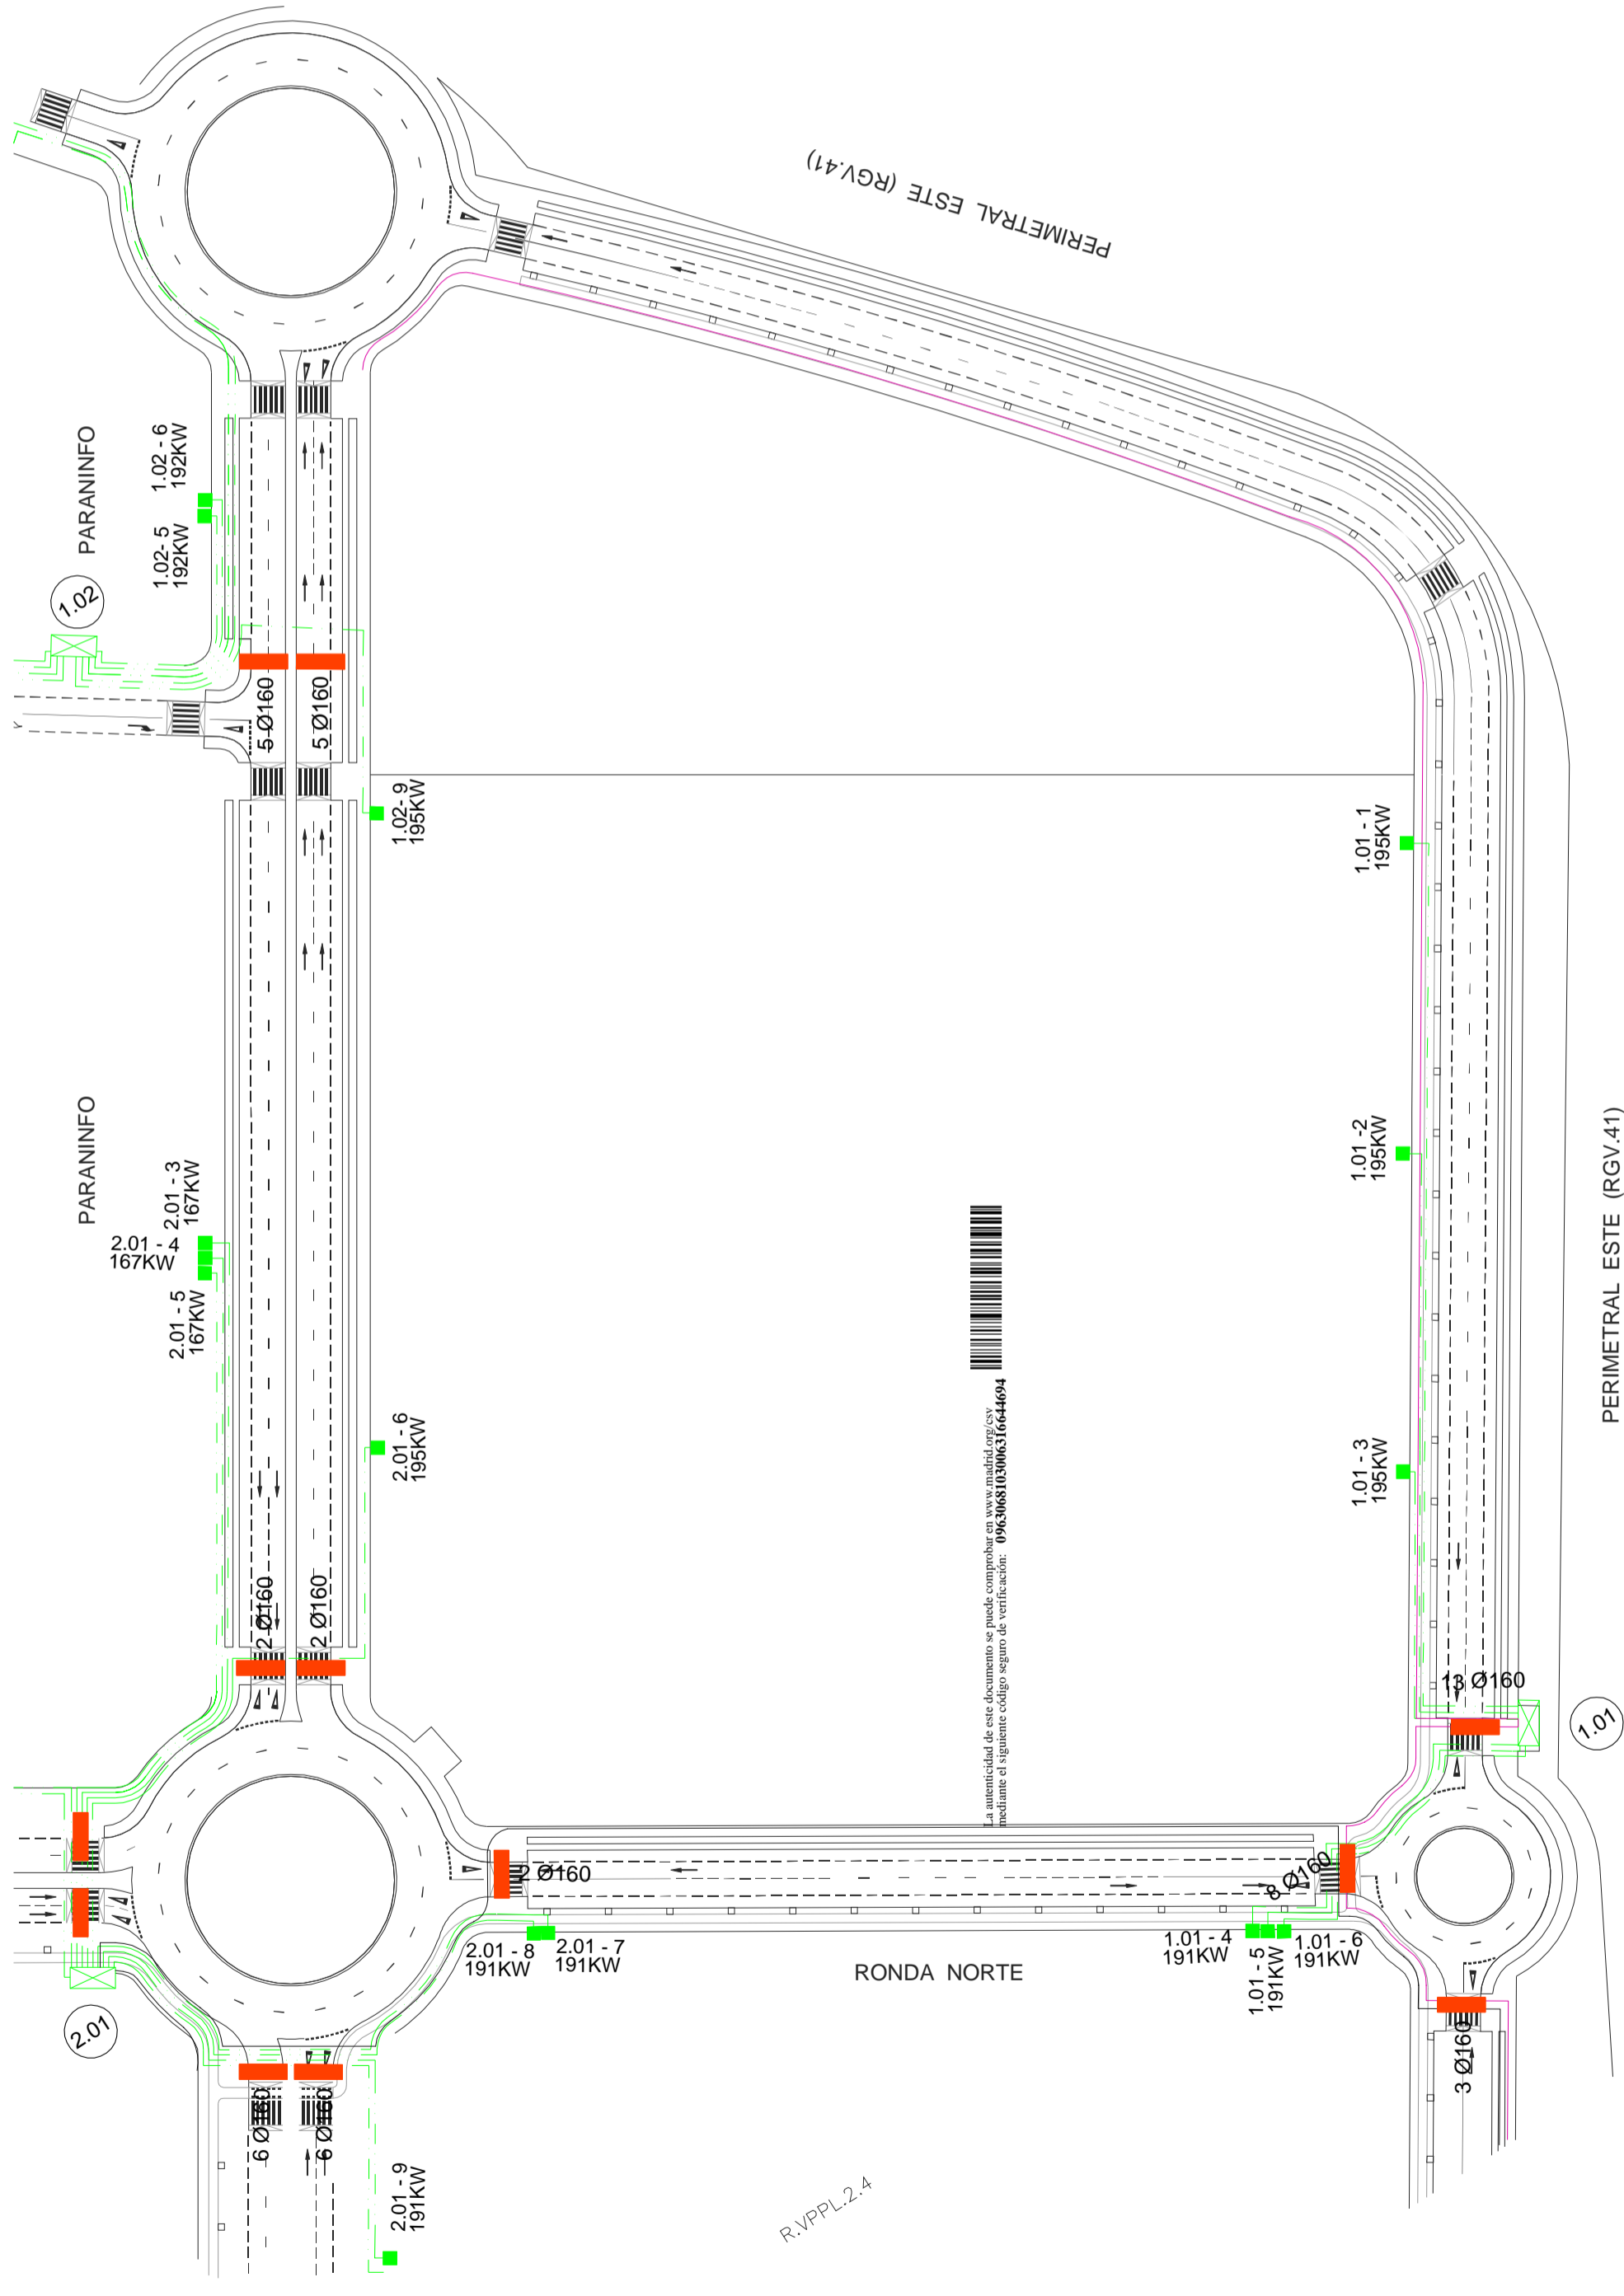 PERIMETRAL ESTE (RGV.41)
PARANINFO
1.02
1.02 - 6
192KW
1.02- 5
192KW
5 Ø160
5 Ø160
1.02- 9
195KW
1.01 - 1
195KW
PARANINFO
2.01 - 3
167KW
2.01 - 4
167KW
2.01 - 5
167KW
1.01 -2
195KW
PERIMETRAL ESTE (RGV.41)
La autenticidad de este documento se puede comprobar en www.madrid.org/csv
mediante el siguiente código seguro de verificación: 0963068103006316644694
2.01 - 6
195KW
1.01 - 3
195KW
2 Ø160
2 Ø160
13 Ø160
1.01
2 Ø160
8 Ø160
2.01 - 8
191KW
2.01 - 7
191KW
1.01 - 4
191KW
1.01 - 5
191KW
1.01 - 6
191KW
RONDA NORTE
2.01
3 Ø160
6 Ø160
6 Ø160
2.01 - 9
191KW
R.VPPL.2.4